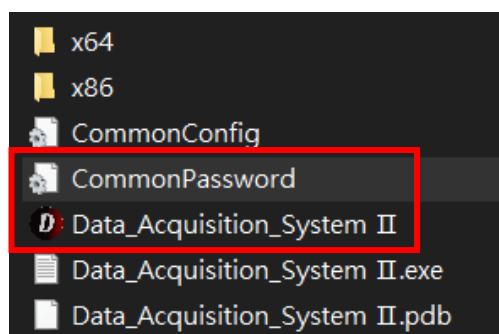 x64
x86
CommonConfig
CommonPassword
D Data_Acquisition_System Ⅱ
Data_Acquisition_System Ⅱ.exe
Data_Acquisition_System Ⅱ.pdb